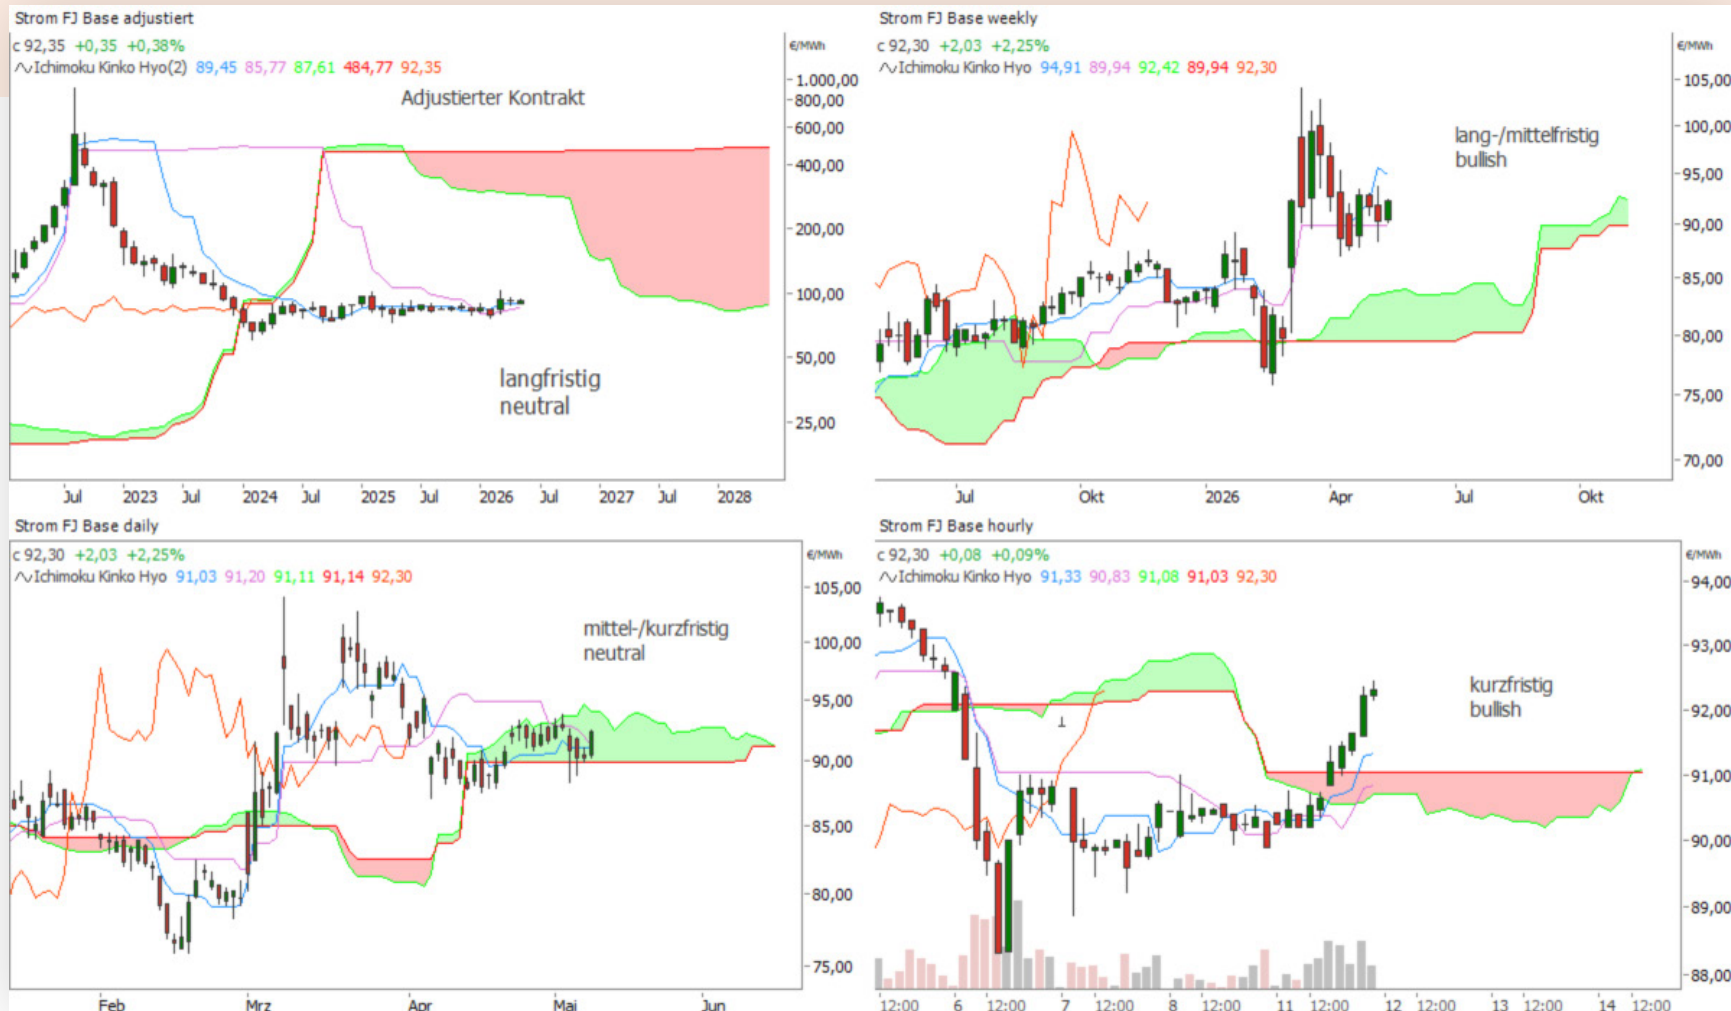 Strom FJ Base adjustiert
c 92,35 +0,35 +0,38%
€/MWh
Ichimoku Kinko Hyo(2) 89,45 85,77 87,61 484,77 92,35
Adjustierter Kontrakt
1.000,00
800,00
600,00
400,00
200,00
100,00
50,00
25,00
langfristig
neutral
Jul 2023 Jul 2024 Jul 2025 Jul 2026 Jul 2027 Jul 2028
Strom FJ Base weekly
c 92,30 +2,03 +2,25%
€/MWh
Ichimoku Kinko Hyo 94,91 89,94 92,42 89,94 92,30
105,00
100,00
95,00
90,00
85,00
80,00
75,00
70,00
lang-/mittelfristig
bullish
Jul Okt 2026 Apr Jul Okt
Strom FJ Base daily
c 92,30 +2,03 +2,25%
€/MWh
Ichimoku Kinko Hyo 91,03 91,20 91,11 91,14 92,30
105,00
100,00
95,00
90,00
85,00
80,00
75,00
mittel-/kurzfristig
neutral
Feb Mrz Apr Mai Jun
Strom FJ Base hourly
c 92,30 +0,08 +0,09%
€/MWh
Ichimoku Kinko Hyo 91,33 90,83 91,08 91,03 92,30
94,00
93,00
92,00
91,00
90,00
89,00
88,00
kurzfristig
bullish
12:00 6 12:00 7 12:00 8 12:00 11 12:00 12 12:00 13 12:00 14 12:00